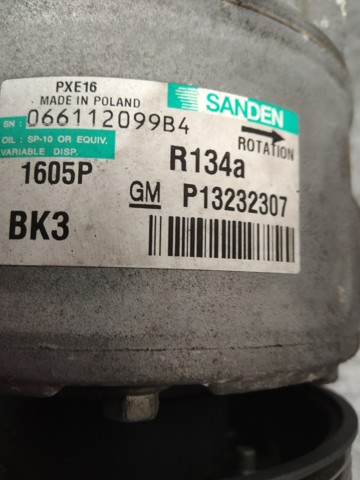 PXE16
MADE IN POLAND
SANDEN
SN: 066112099B4
OIL: SP-10 OR EQUIV.
VARIABLE DISP.
ROTATION
1605P
R134a
GM P13232307
BK3